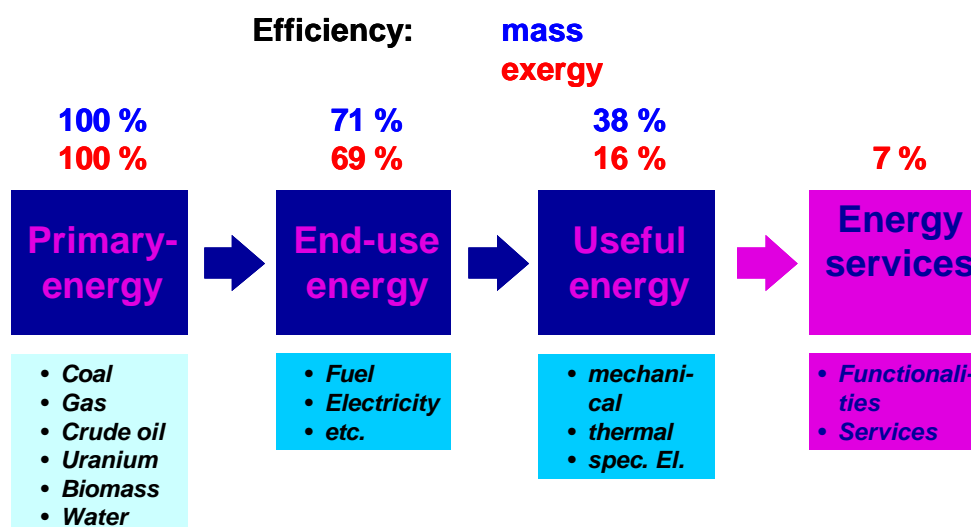 Efficiency: mass
exergy
100 % 71 % 38 %
100 % 69 % 16 % 7 %
Primary-
energy
End-use
energy
Useful
energy
Energy
services
• Coal
• Gas
• Crude oil
• Uranium
• Biomass
• Water
• Fuel
• Electricity
• etc.
• mechani-
cal
• thermal
• spec. El.
• Functionali-
ties
• Services